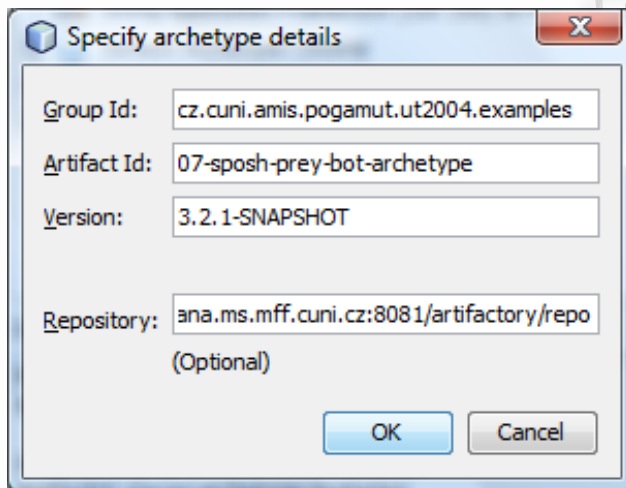 Specify archetype details
Group Id: cz.cuni.amis.pogamut.ut2004.examples
Artifact Id: 07-sposh-prey-bot-archetype
Version: 3.2.1-SNAPSHOT
Repository: ana.ms.mff.cuni.cz:8081/artifactory/repo
(Optional)
OK Cancel